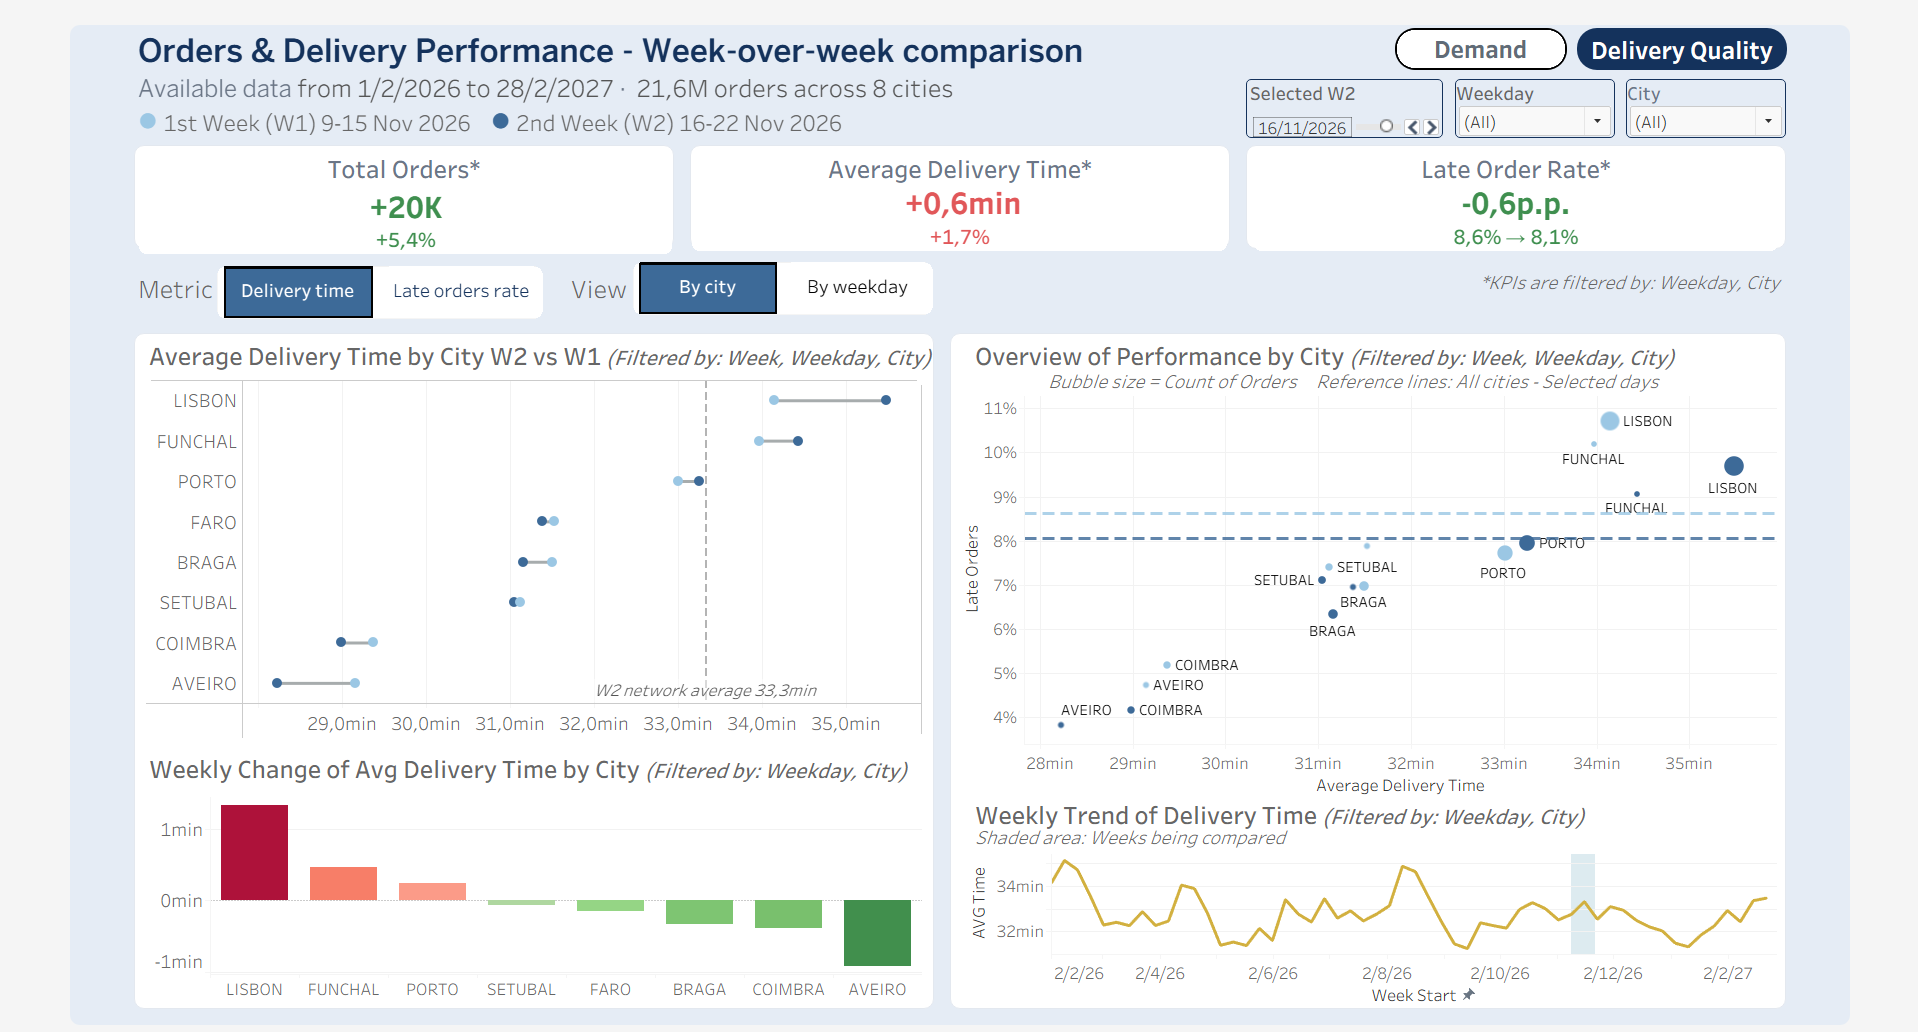 Orders & Delivery Performance - Week-over-week comparison
Demand
Delivery Quality
Available data from 1/2/2026 to 28/2/2027 · 21,6M orders across 8 cities
1st Week (W1) 9-15 Nov 2026
2nd Week (W2) 16-22 Nov 2026
Selected W2
16/11/2026
Weekday
(All)
City
(All)
Total Orders*
+20K
+5,4%
Average Delivery Time*
+0,6min
+1,7%
Late Order Rate*
-0,6p.p.
8,6% → 8,1%
Metric
Delivery time
Late orders rate
View
By city
By weekday
*KPIs are filtered by: Weekday, City
Average Delivery Time by City W2 vs W1 (Filtered by: Week, Weekday, City)
LISBON
FUNCHAL
PORTO
FARO
BRAGA
SETUBAL
COIMBRA
AVEIRO
W2 network average 33,3min
29,0min 30,0min 31,0min 32,0min 33,0min 34,0min 35,0min
Weekly Change of Avg Delivery Time by City (Filtered by: Weekday, City)
1min
0min
-1min
LISBON FUNCHAL PORTO SETUBAL FARO BRAGA COIMBRA AVEIRO
Overview of Performance by City (Filtered by: Week, Weekday, City)
Bubble size = Count of Orders Reference lines: All cities - Selected days
Late Orders
11%
10%
9%
8%
7%
6%
5%
4%
LISBON
FUNCHAL
LISBON
FUNCHAL
PORTO
PORTO
SETUBAL
SETUBAL
BRAGA
BRAGA
COIMBRA
AVEIRO
AVEIRO
COIMBRA
28min 29min 30min 31min 32min 33min 34min 35min
Average Delivery Time
Weekly Trend of Delivery Time (Filtered by: Weekday, City)
Shaded area: Weeks being compared
AVG Time
34min
32min
2/2/26 2/4/26 2/6/26 2/8/26 2/10/26 2/12/26 2/2/27
Week Start